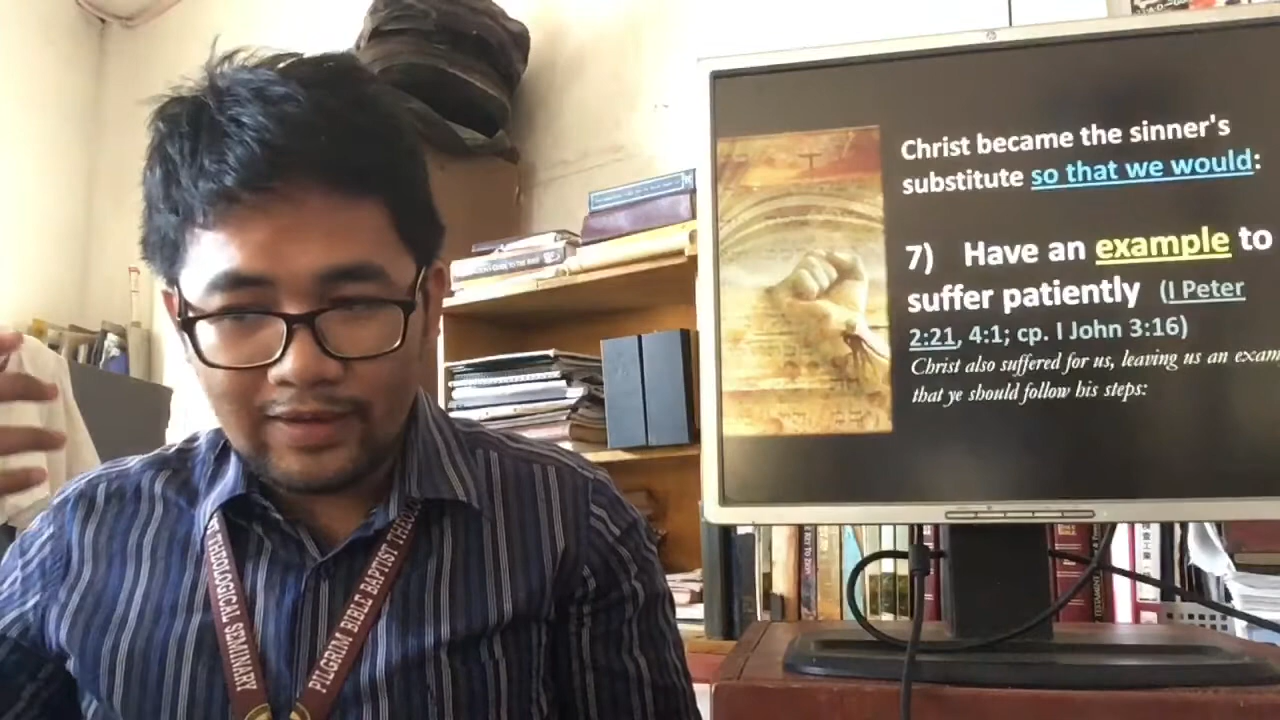 Christ became the sinner's
substitute so that we would:
7) Have an example to
suffer patiently (I Peter
2:21, 4:1; cp. I John 3:16)
Christ also suffered for us, leaving us an exam
that ye should follow his steps:
THEOLOGICAL SEMINARY
PILGRIM BIBLE BAPTIST THEOLO